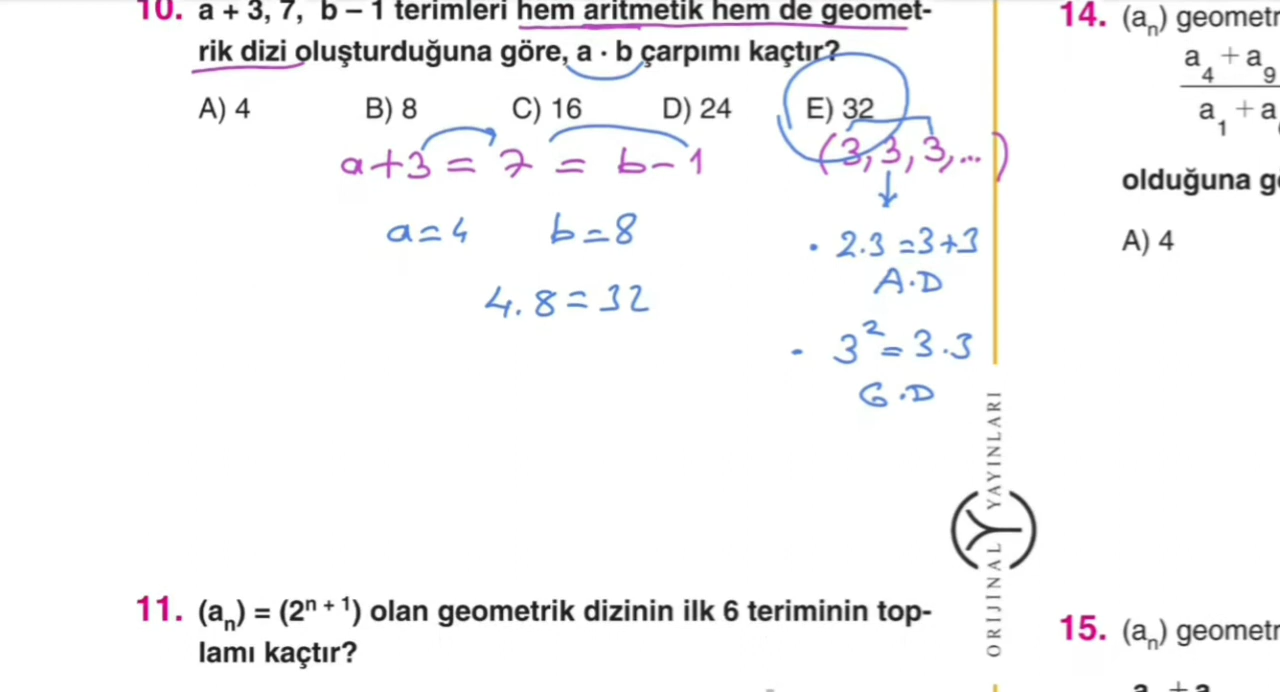 10. a + 3, 7, b – 1 terimleri hem aritmetik hem de geomet-
rik dizi oluşturduğuna göre, a · b çarpımı kaçtır?
A) 4 B) 8 C) 16 D) 24 E) 32
a+3 = 7 = b-1
a=4 b=8
4.8=32
(3,3,3,...)
• 2.3=3+3
A.D
- 3²=3.3
G.D
ORİJİNAL YAYINLARI
11. (aₙ) = (2ⁿ⁺¹) olan geometrik dizinin ilk 6 teriminin top-
lamı kaçtır?
14. (aₙ) geometr
a₄ + a₉
a₁ + a
olduğuna g
A) 4
15. (aₙ) geometr